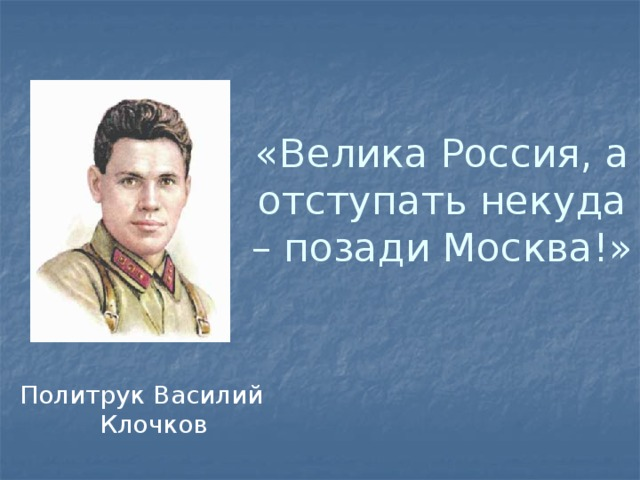 «Велика Россия, а
отступать некуда
– позади Москва!»
Политрук Василий
Клочков